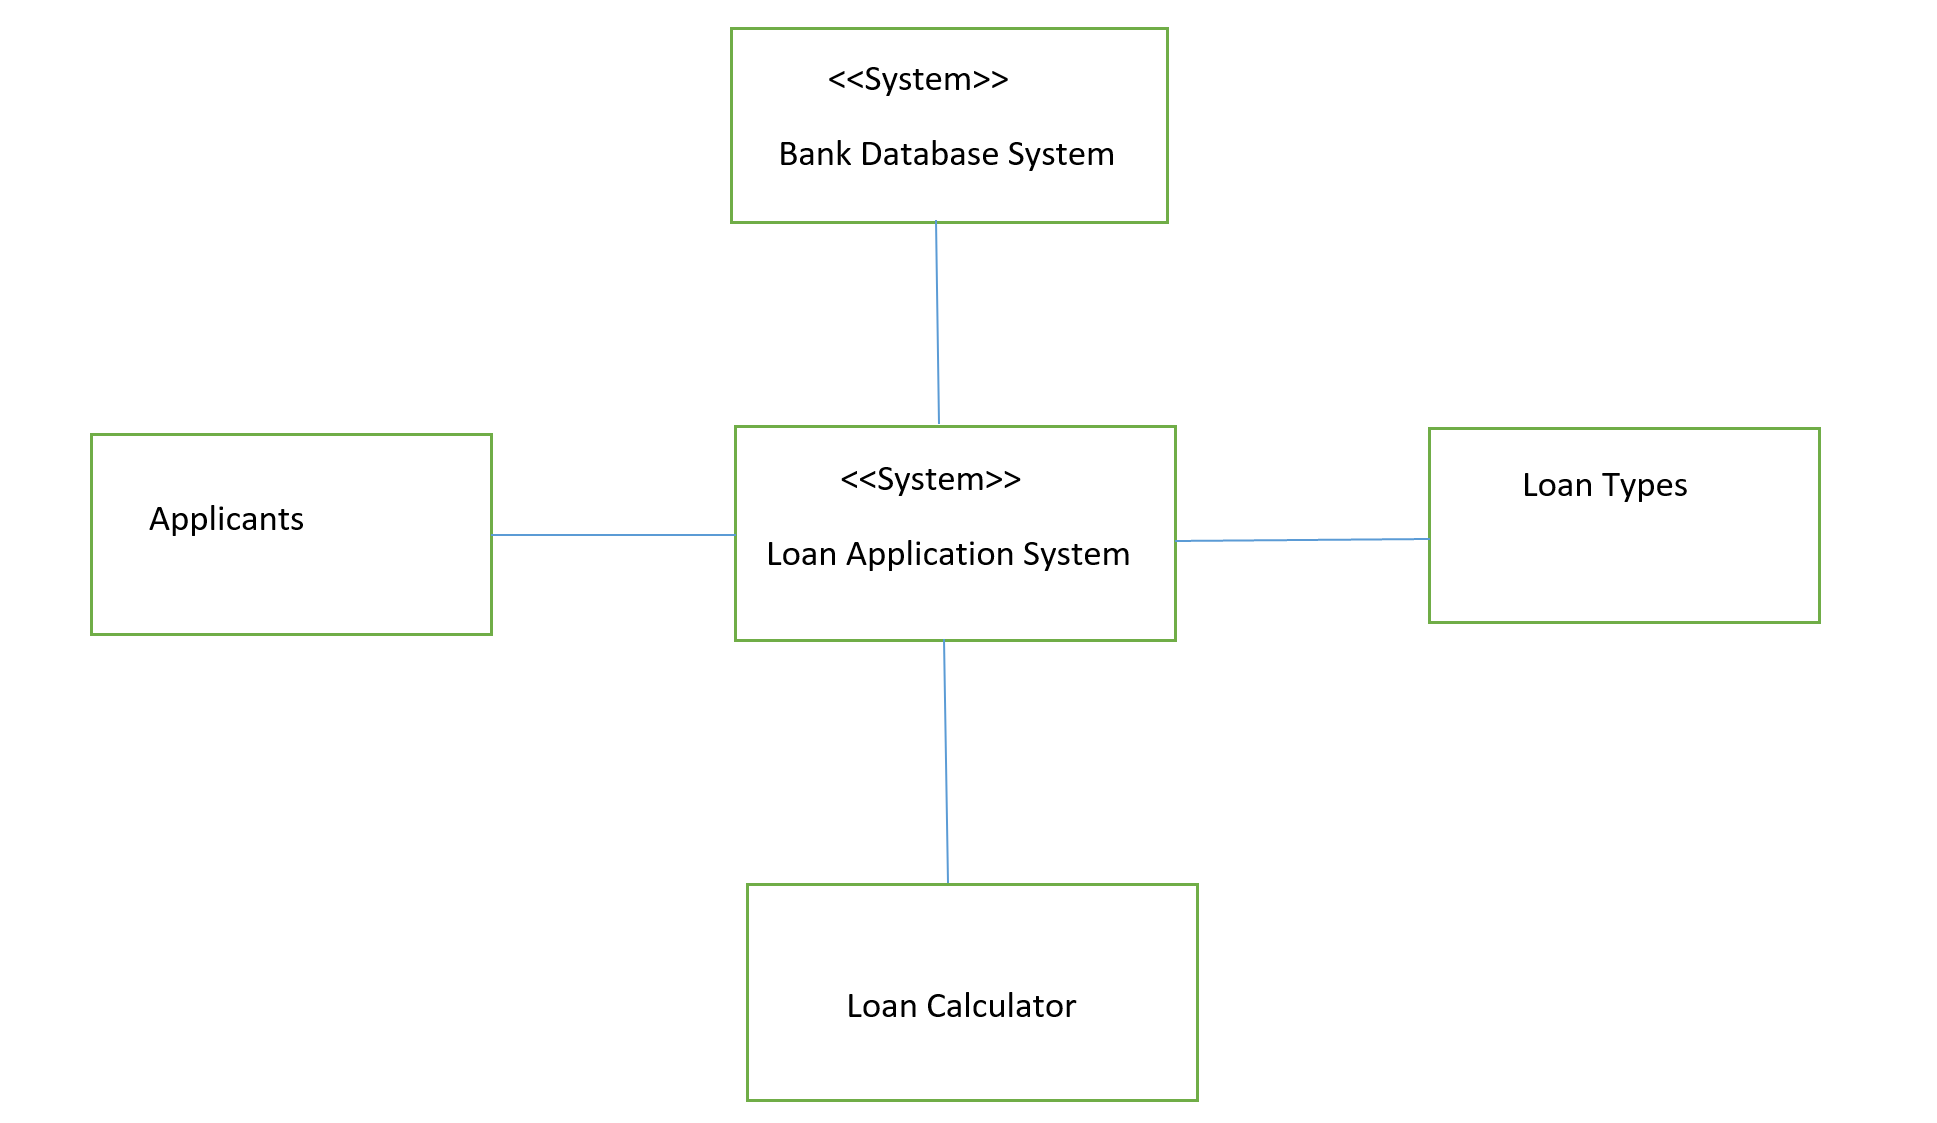 <<System>>
Bank Database System
Applicants
<<System>>
Loan Application System
Loan Types
Loan Calculator